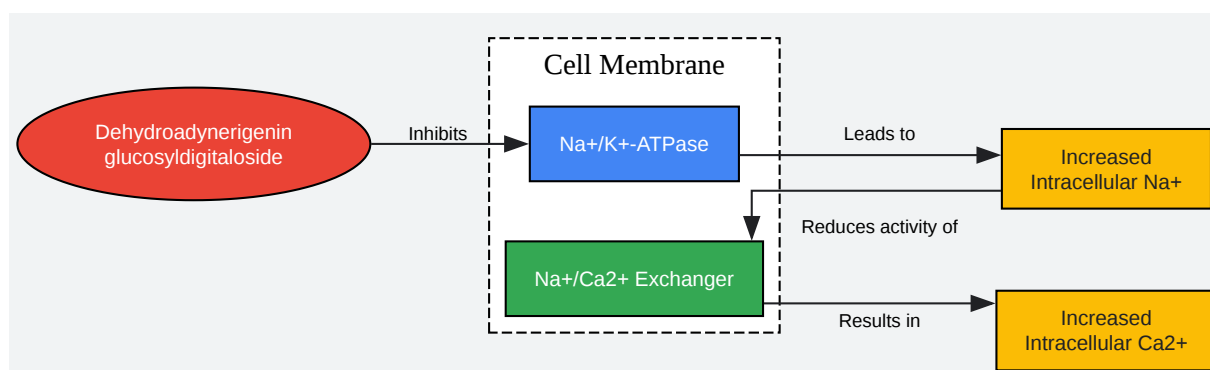 Cell Membrane
Dehydroadynerigenin
glucosyldigitaloside
Inhibits
Na+/K+-ATPase
Leads to
Increased
Intracellular Na+
Reduces activity of
Na+/Ca2+ Exchanger
Results in
Increased
Intracellular Ca2+